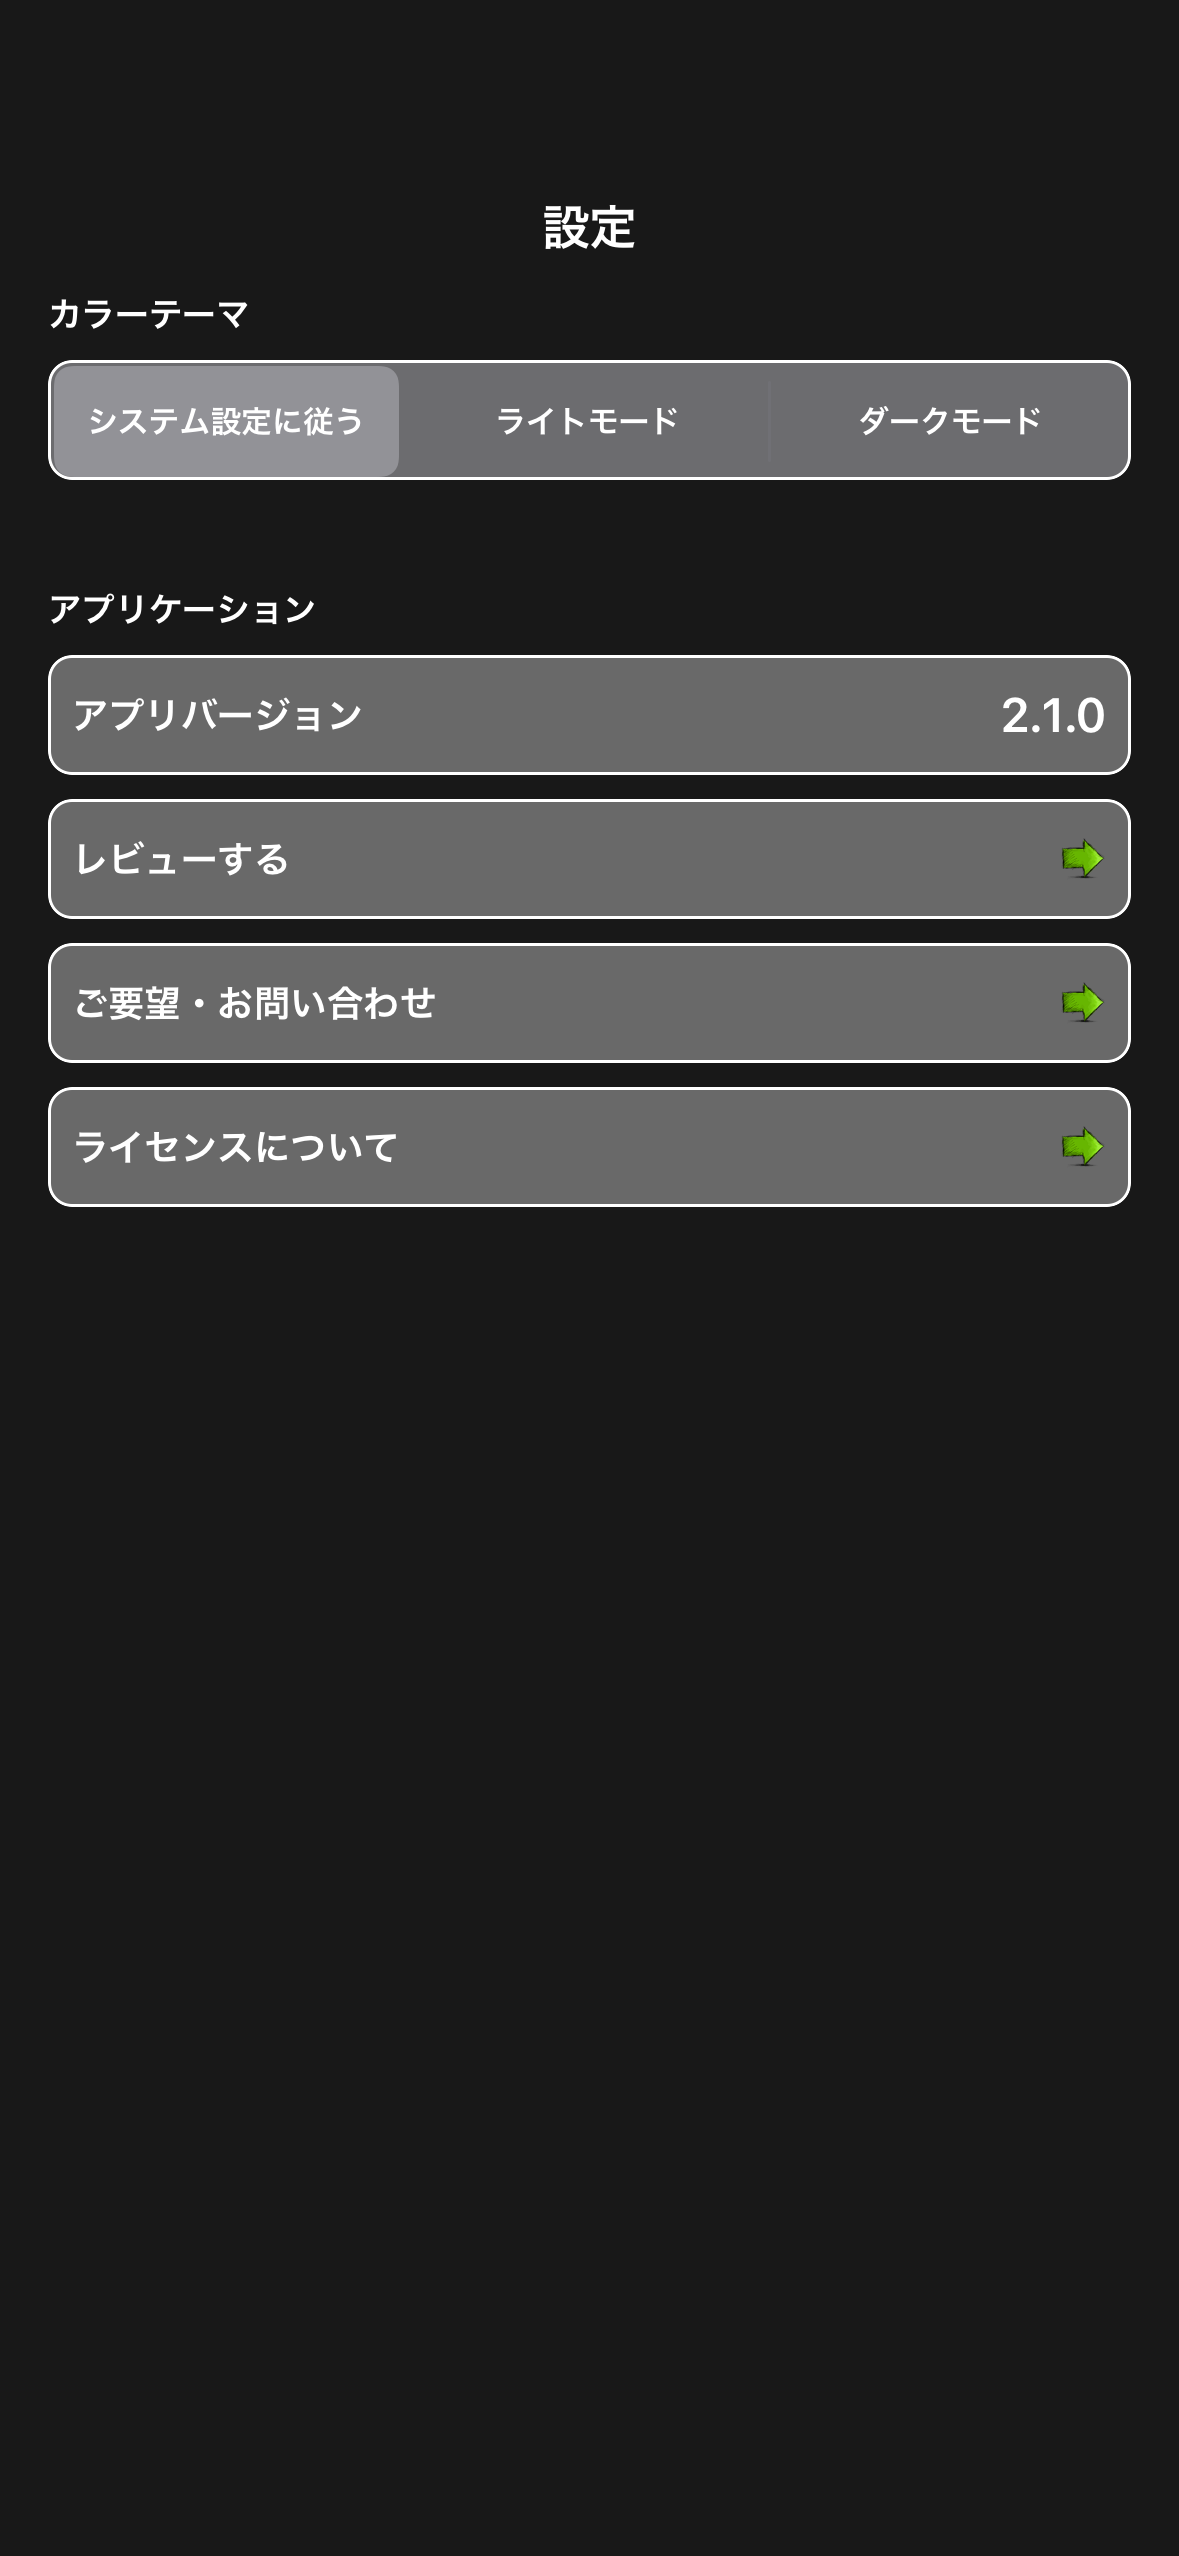 設定
カラーテーマ
システム設定に従う ライトモード ダークモード
アプリケーション
アプリバージョン 2.1.0
レビューする
ご要望・お問い合わせ
ライセンスについて